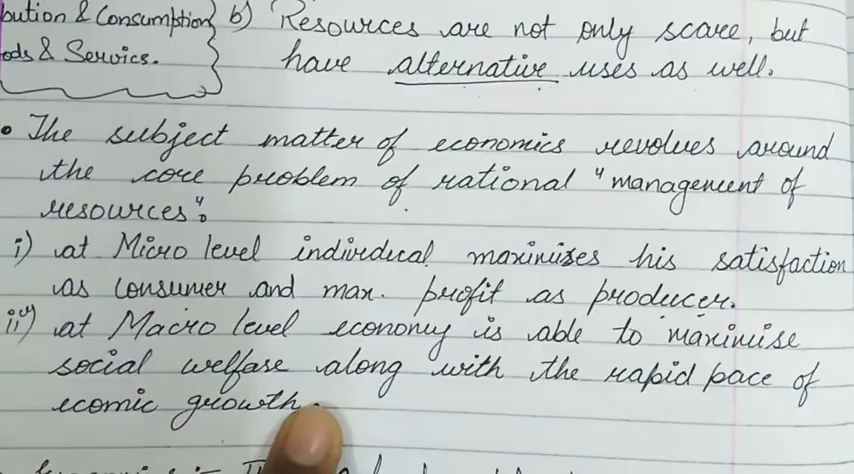 bution & Consumption
ods & Servics.
b) Resources are not only scare, but
have alternative uses as well.
• The subject matter of economics revolves around
the core problem of rational "management of
resources".
i) at Micro level individual maximizes his satisfaction
as consumer and max. profit as producer.
ii) at Macro level economy is able to maximise
social welfare along with the rapid pace of
ecomic growth.